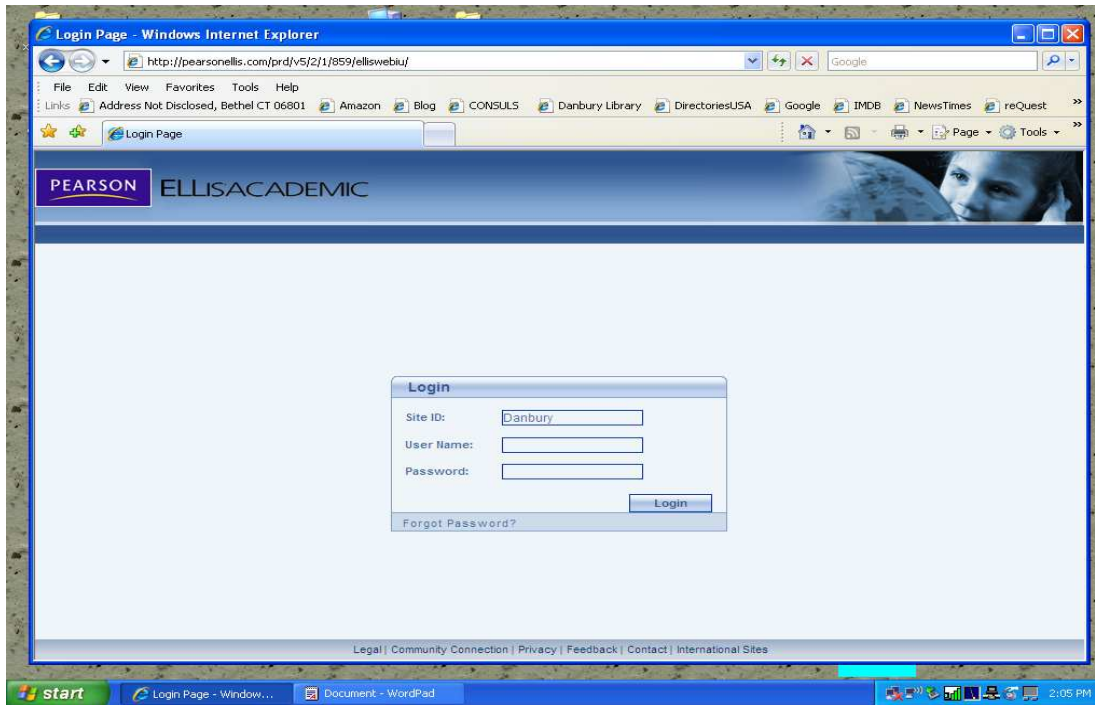 Login Page - Windows Internet Explorer
http://pearsonellis.com/prd/v5/2/1/859/elliswebiu/
Google
File Edit View Favorites Tools Help
Links Address Not Disclosed, Bethel CT 06801 Amazon Blog CONSULS Danbury Library DirectoriesUSA Google IMDB NewsTimes reQuest »
Login Page
Page Tools »
PEARSON ELLISACADEMIC
Login
Site ID: Danbury
User Name:
Password:
Login
Forgot Password?
Legal | Community Connection | Privacy | Feedback | Contact | International Sites
start Login Page - Window... Document - WordPad 2:05 PM